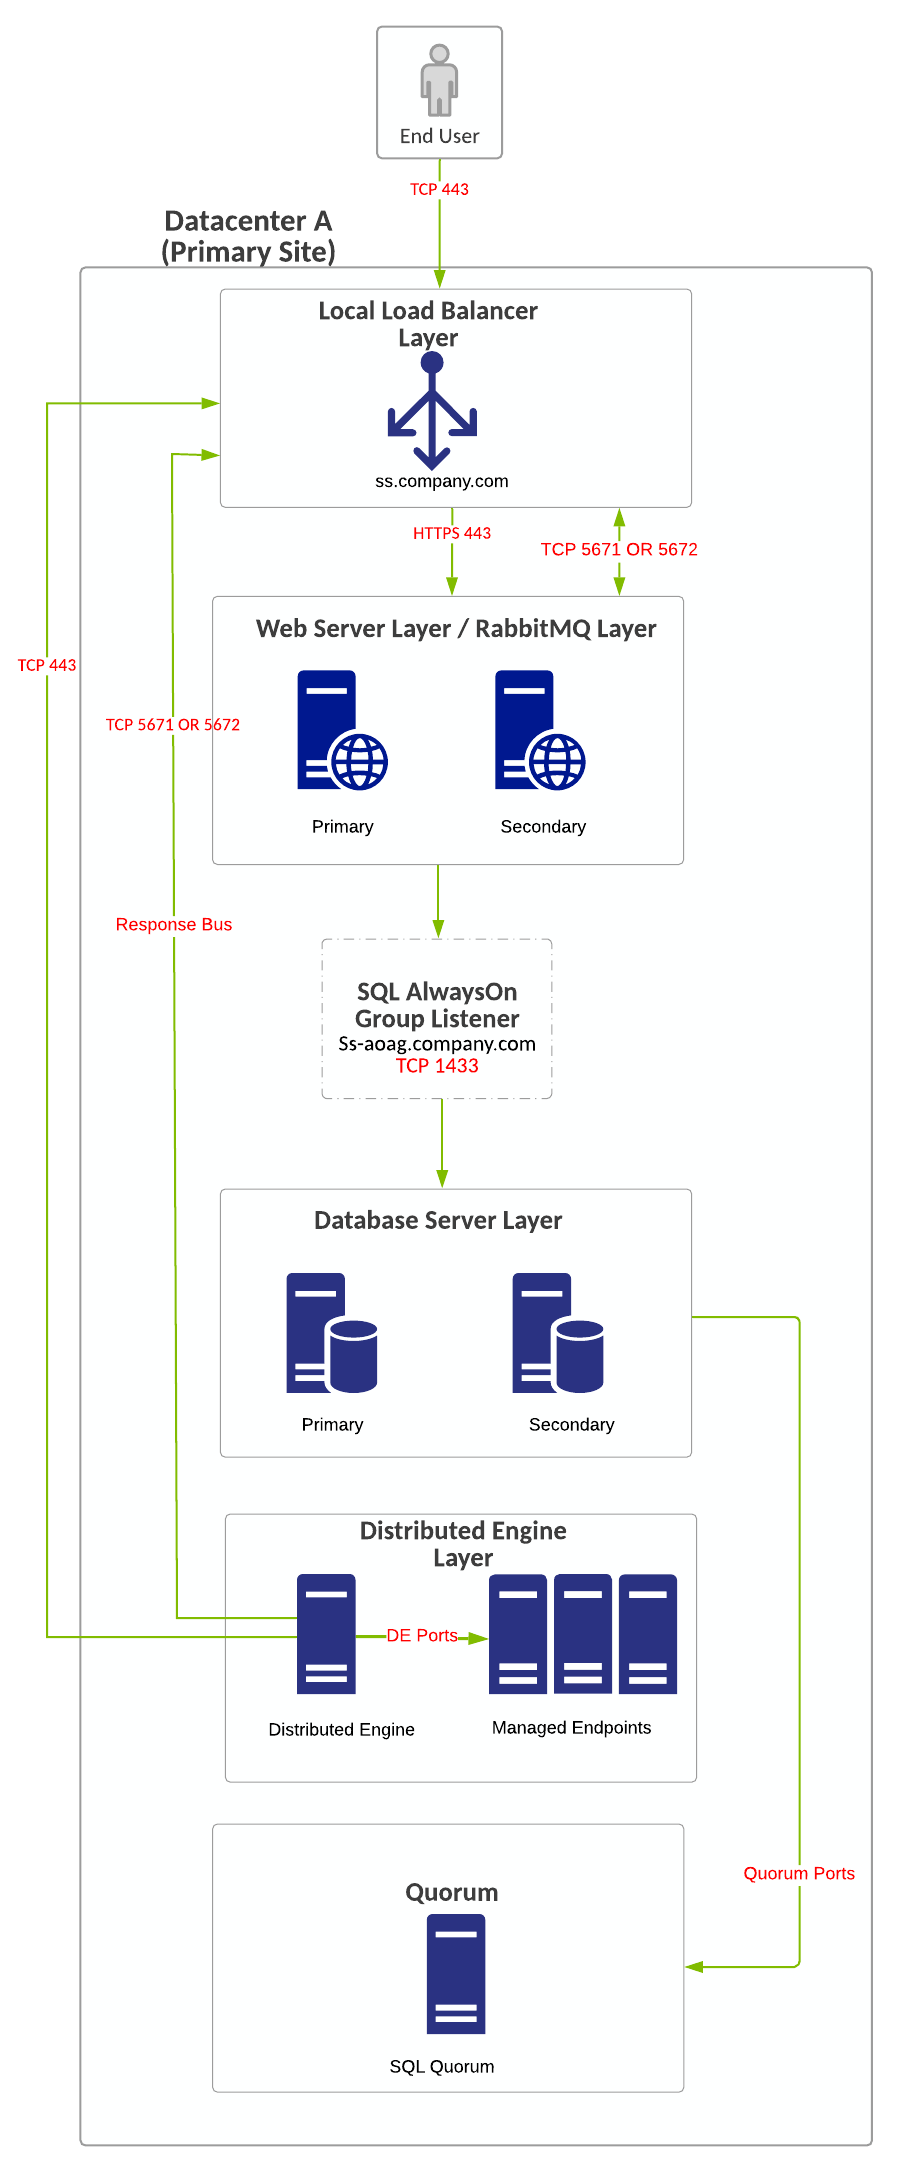 End User
TCP 443
Datacenter A
(Primary Site)
Local Load Balancer
Layer
ss.company.com
HTTPS 443
TCP 5671 OR 5672
Web Server Layer / RabbitMQ Layer
TCP 443
TCP 5671 OR 5672
Primary
Secondary
Response Bus
SQL AlwaysOn
Group Listener
Ss-aoag.company.com
TCP 1433
Database Server Layer
Primary
Secondary
Distributed Engine
Layer
DE Ports
Distributed Engine
Managed Endpoints
Quorum Ports
Quorum
SQL Quorum